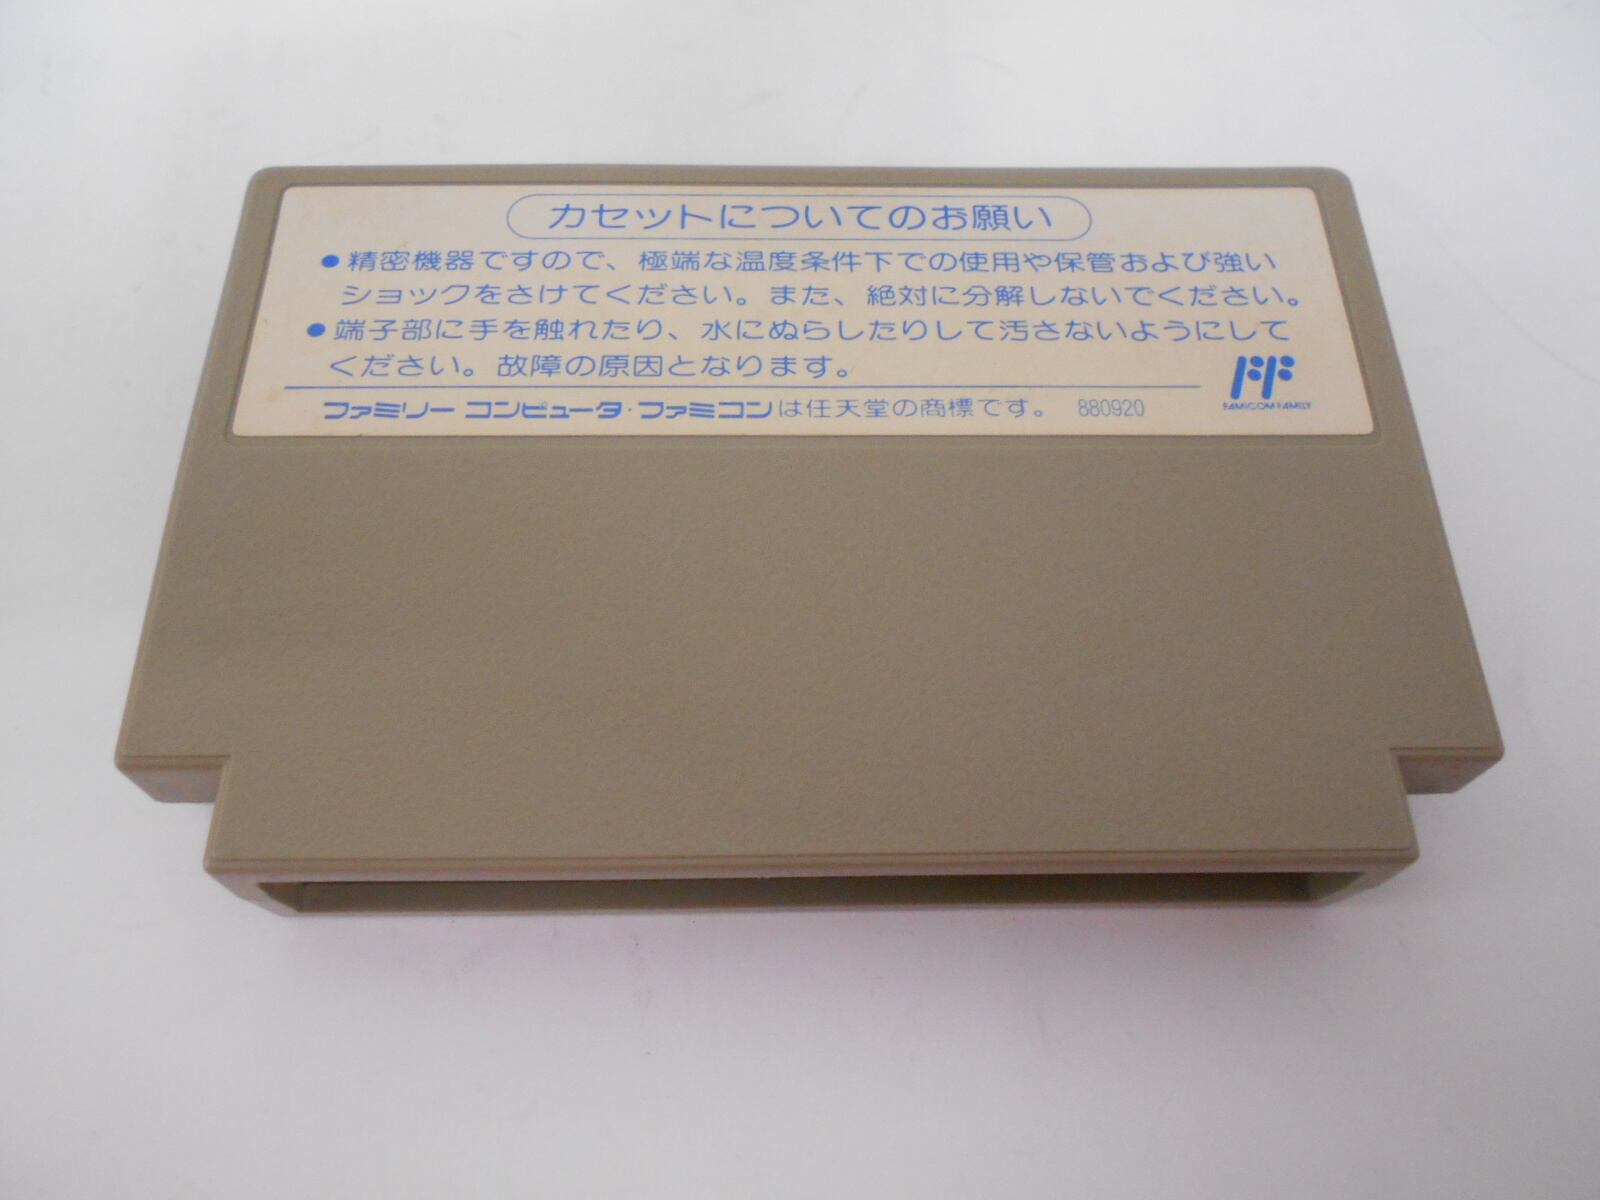 カセットについてのお願い
●精密機器ですので、極端な温度条件下での使用や保管および強い
ショックをさけてください。また、絶対に分解しないでください。
●端子部に手を触れたり、水にぬらしたりして汚さないようにして
ください。故障の原因となります。
ファミリーコンピュータ・ファミコンは任天堂の商標です。 880920
FAMICOM FAMILY